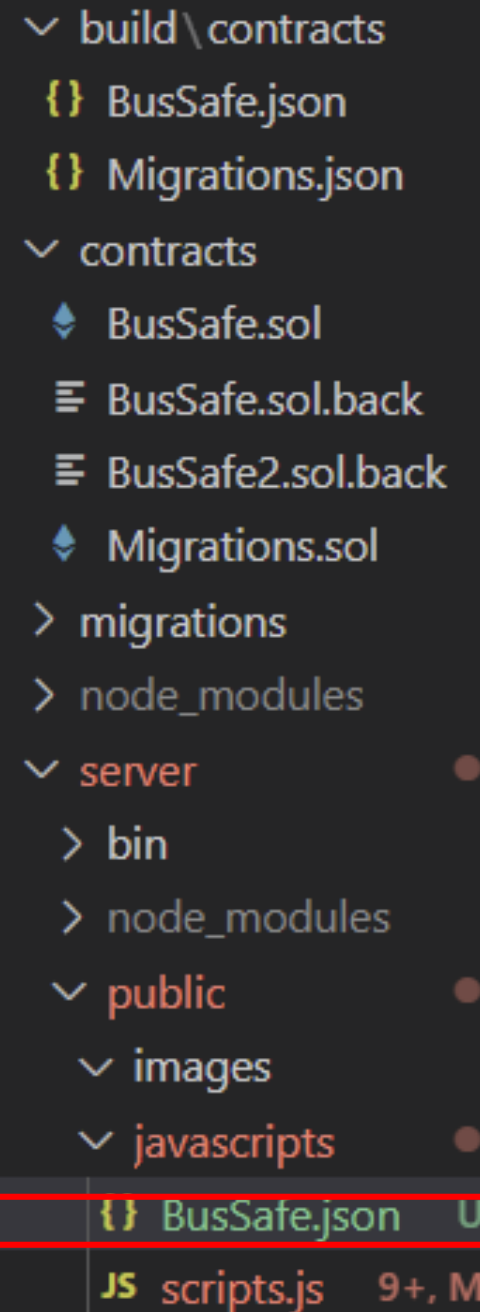 build\contracts
{} BusSafe.json
{} Migrations.json
contracts
BusSafe.sol
BusSafe.sol.back
BusSafe2.sol.back
Migrations.sol
migrations
node_modules
server
bin
node_modules
public
images
javascripts
{} BusSafe.json U
JS scripts.js 9+, M